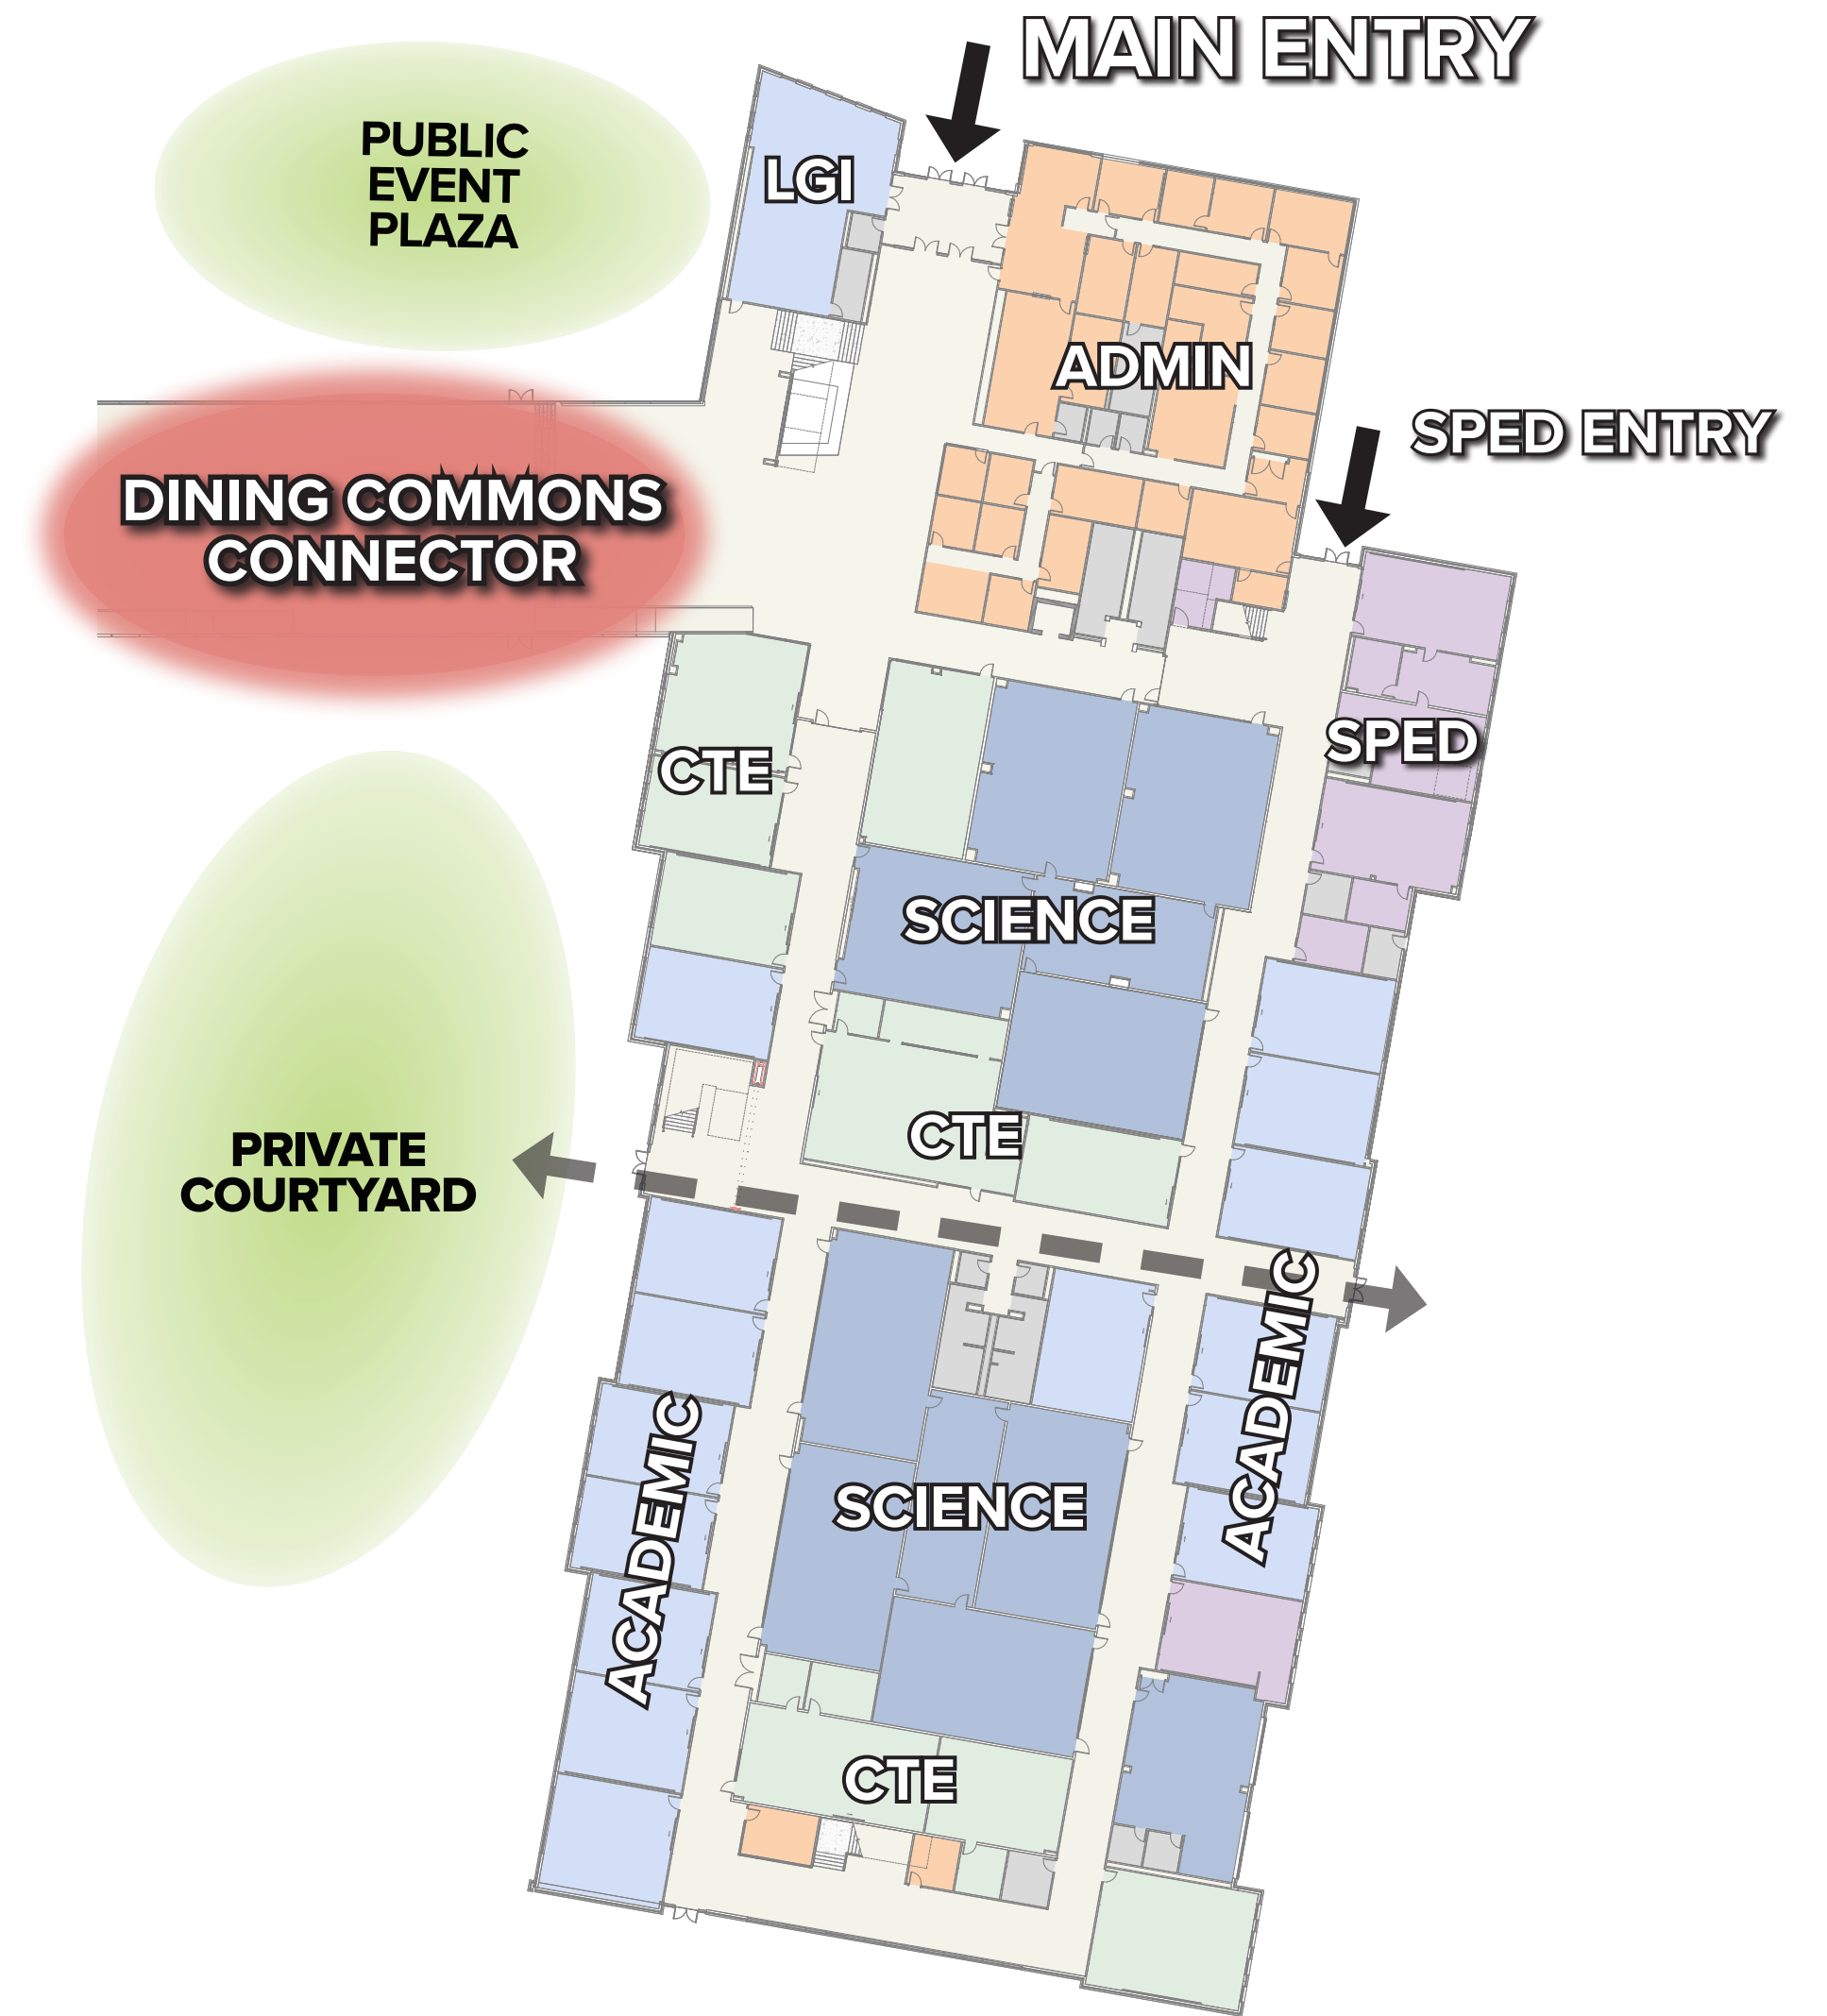 MAIN ENTRY
PUBLIC
EVENT
PLAZA
LGI
ADMIN
SPED ENTRY
DINING COMMONS
CONNECTOR
CTE
SPED
SCIENCE
CTE
PRIVATE
COURTYARD
ACADEMIC
ACADEMIC
SCIENCE
CTE